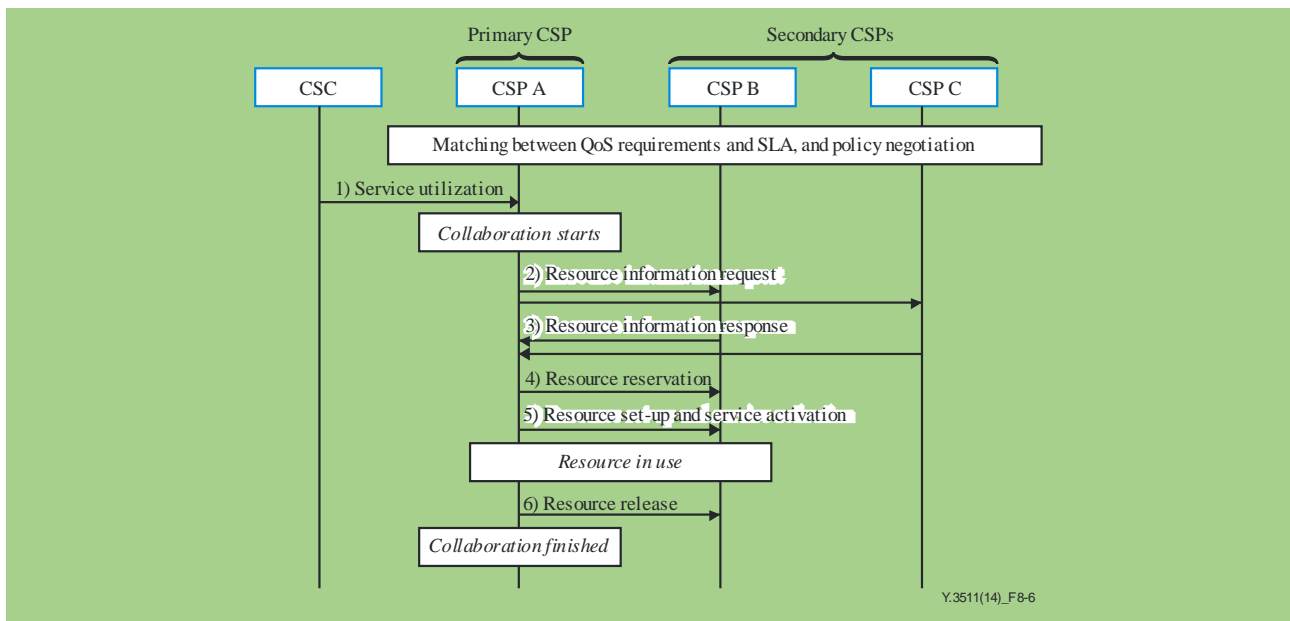 Primary CSP
Secondary CSPs
CSC
CSP A
CSP B
CSP C
Matching between QoS requirements and SLA, and policy negotiation
1) Service utilization
Collaboration starts
2) Resource information request
3) Resource information response
4) Resource reservation
5) Resource set-up and service activation
Resource in use
6) Resource release
Collaboration finished
Y.3511(14)_F8-6